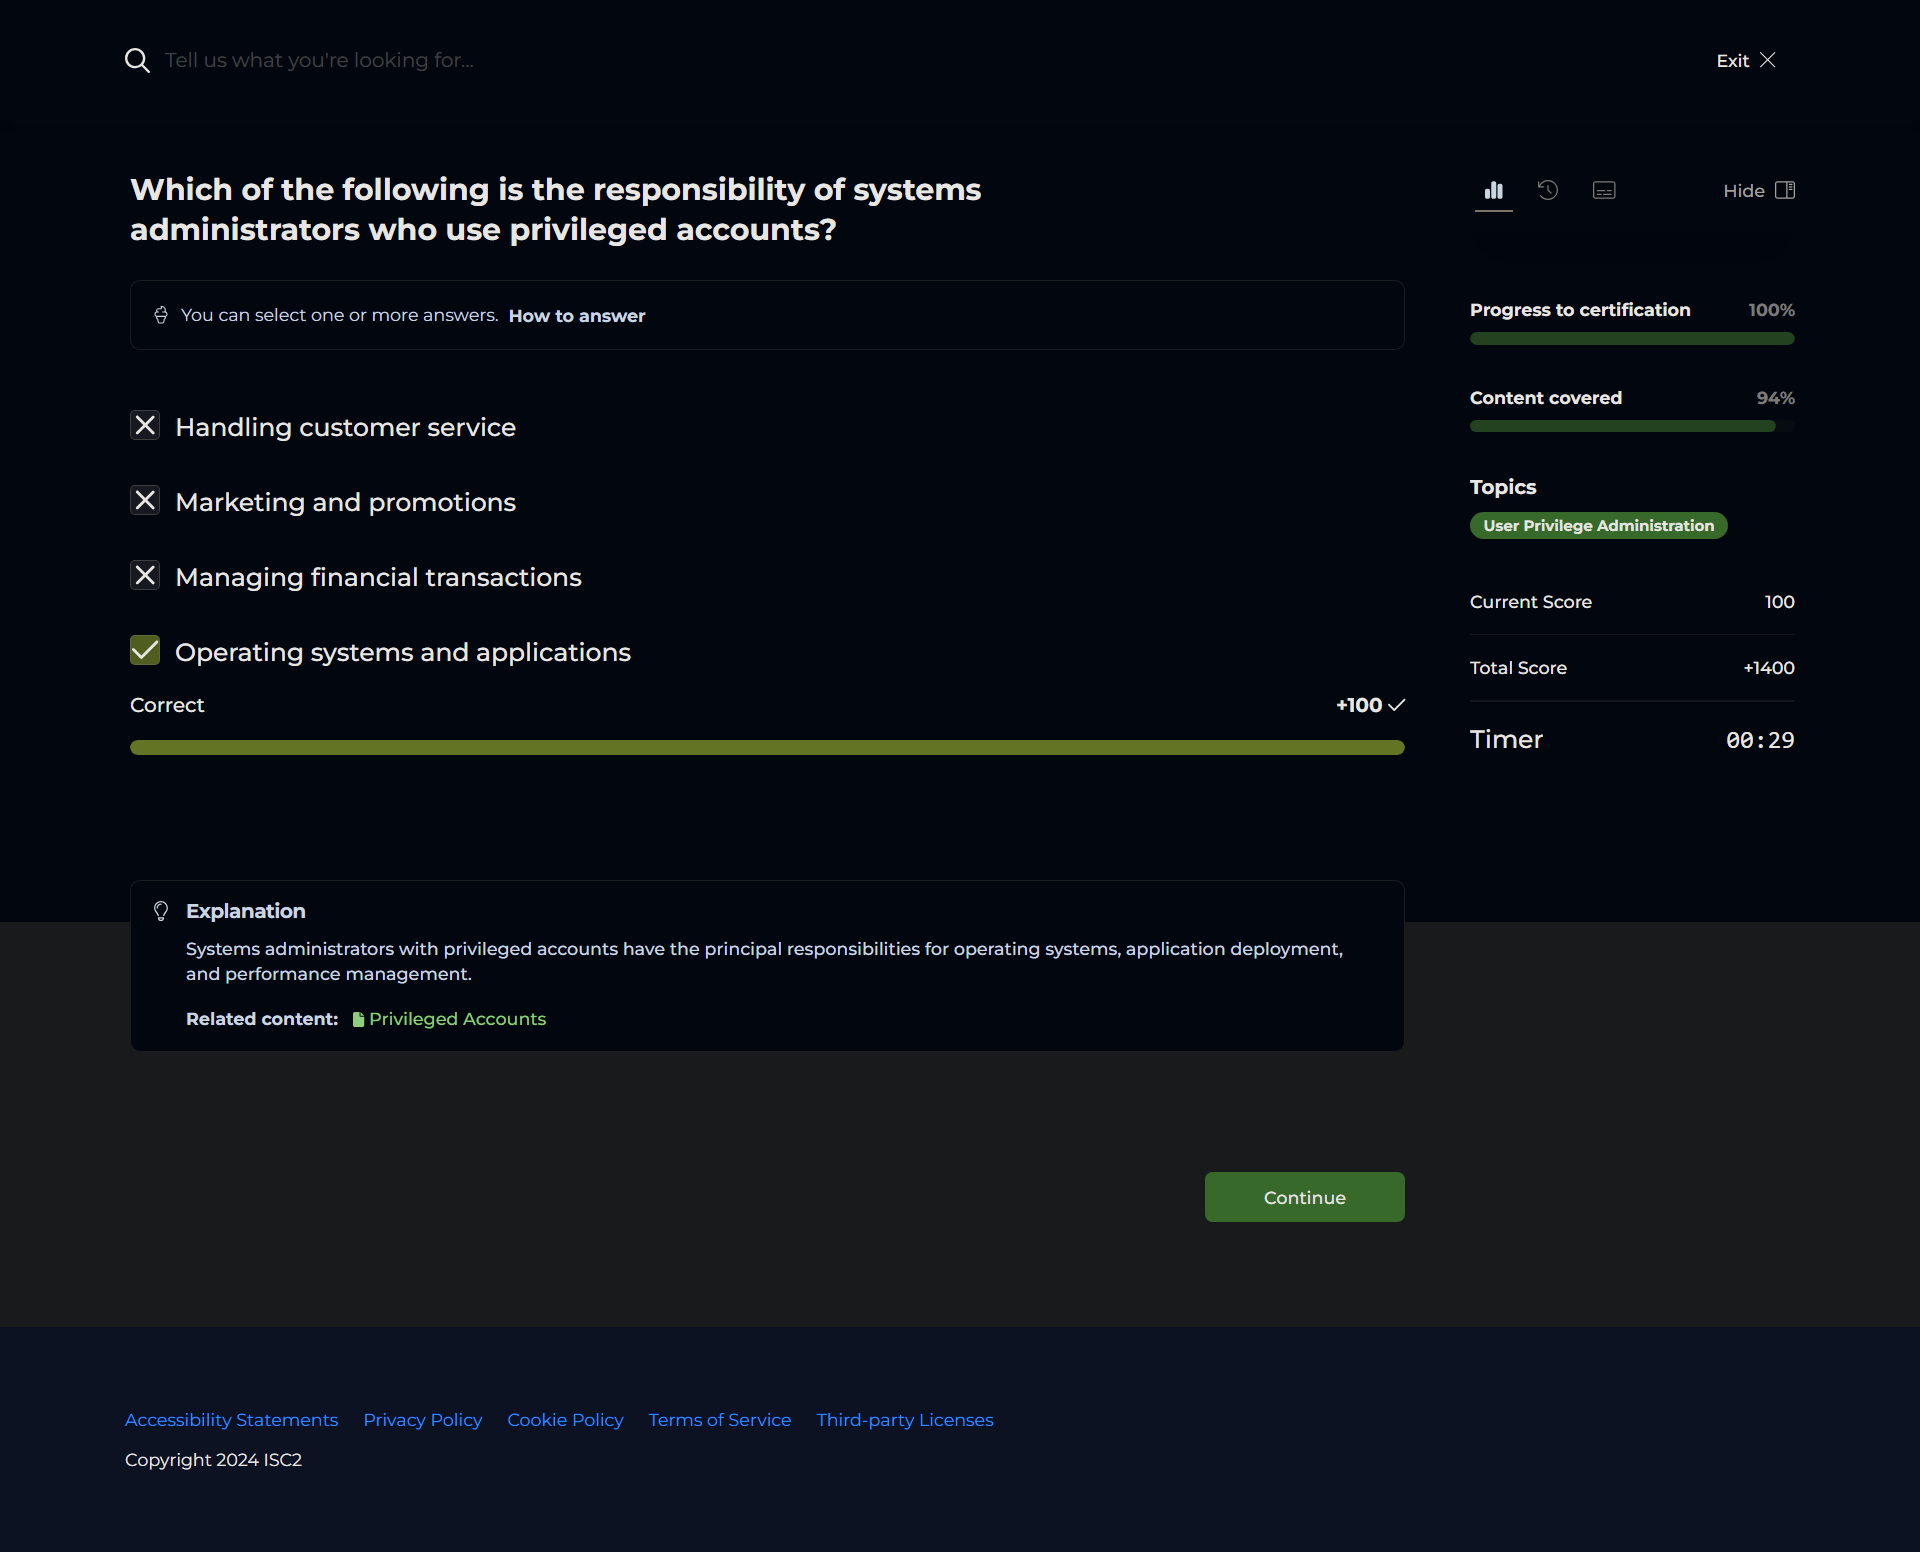 Tell us what you're looking for...
Exit
Which of the following is the responsibility of systems
administrators who use privileged accounts?
You can select one or more answers. How to answer
Handling customer service
Marketing and promotions
Managing financial transactions
Operating systems and applications
Correct
+100
Explanation
Systems administrators with privileged accounts have the principal responsibilities for operating systems, application deployment,
and performance management.
Related content: Privileged Accounts
Continue
Hide
Progress to certification 100%
Content covered 94%
Topics
User Privilege Administration
Current Score 100
Total Score +1400
Timer 00:29
Accessibility Statements Privacy Policy Cookie Policy Terms of Service Third-party Licenses
Copyright 2024 ISC2